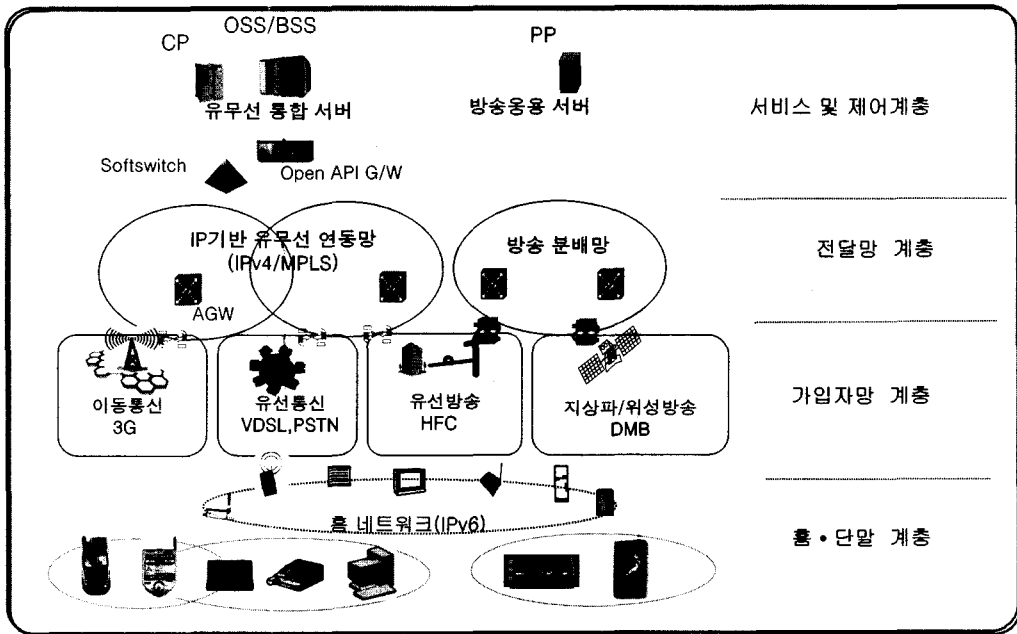 OSS/BSS
CP
PP
유무선 통합 서버
방송응용 서버
서비스 및 제어계층
Softswitch
Open API G/W
IP기반 유무선 연동망
(IPv4/MPLS)
방송 분배망
전달망 계층
AGW
이동통신
3G
유선통신
VDSL,PSTN
유선방송
HFC
지상파/위성방송
DMB
가입자망 계층
홈 네트워크(IPv6)
홈 • 단말 계층